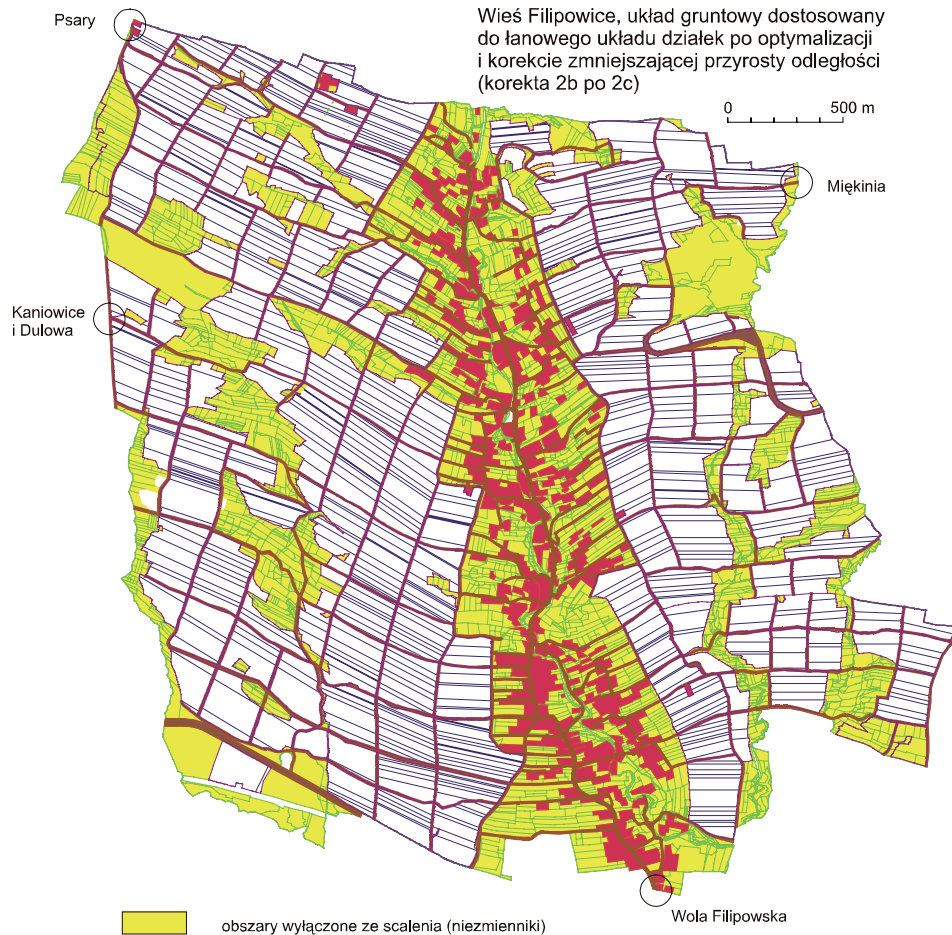 Psary
Wieś Filipowice, układ gruntowy dostosowany
do łanowego układu działek po optymalizacji
i korekcie zmniejszającej przyrosty odległości
(korekta 2b po 2c)
0 500 m
Miękinia
Kaniowice
i Dulowa
Wola Filipowska
obszary wyłączone ze scalenia (niezmienniki)